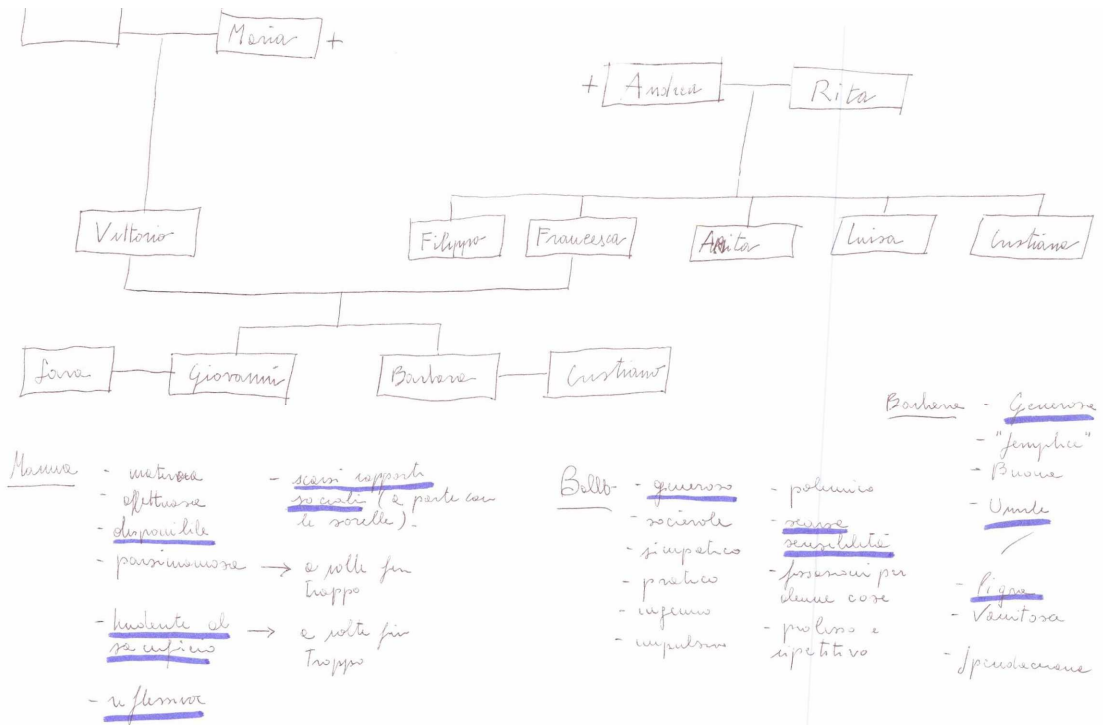 Maria +
+ Andrea
Rita
Vittorio
Filippo
Francesca
Anita
Luisa
Cristiana
Sara
Giovanni
Barbara
Cristiano
Mamma
- matura
- affettuosa
- disponibile
- parsimoniosa → a volte fin
troppo
- tendente al → a volte fin
sacrificio
Troppo
- riflessiva
- scarsi rapporti
sociali (a parte con
le sorelle).
Babbo
- generoso
- socievole
- simpatico
- pratico
- ingenuo
- impulsivo
- polemico
- scarsa
sensibilità
- fissazioni per
alcune cose
- prolisso e
ripetitivo
Barbara
- Generosa
- "semplice"
- Buona
- Umile
- Pigra
- Vanitosa
- Spendacciona